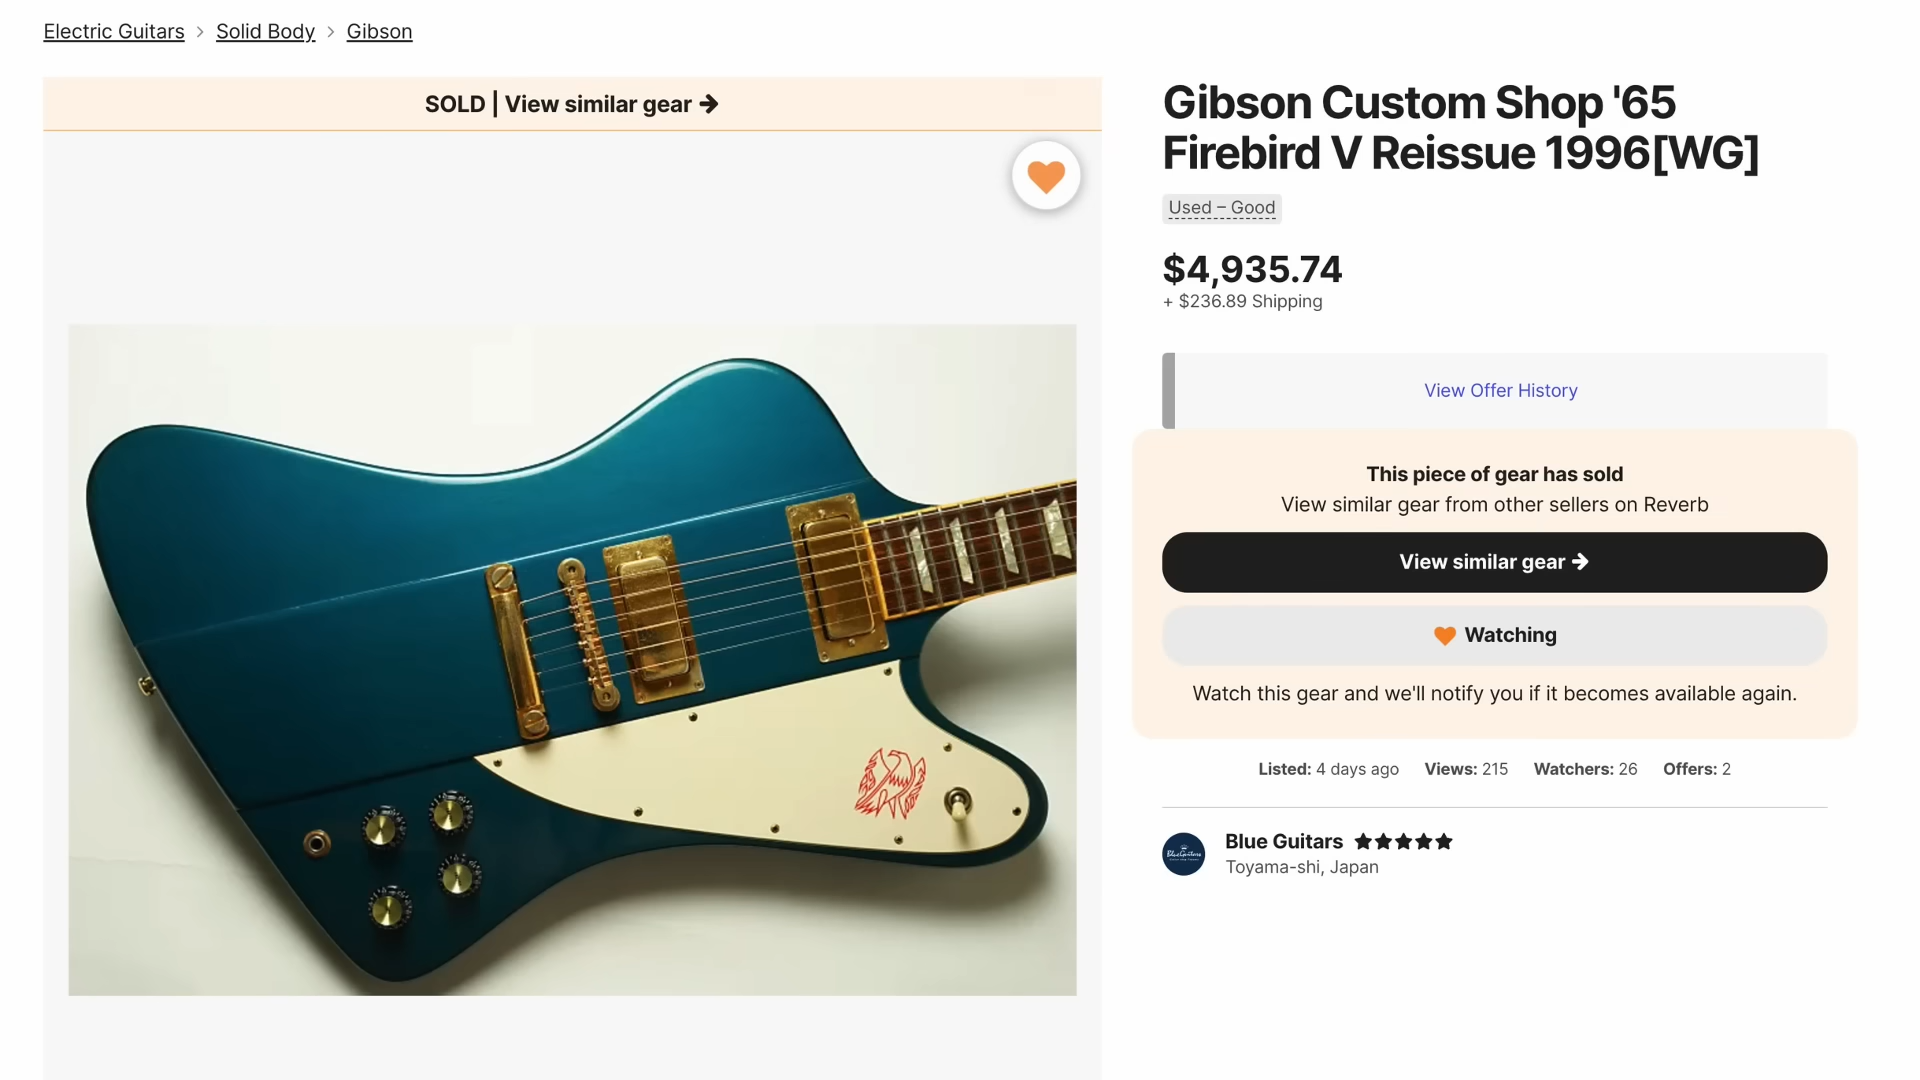 Electric Guitars > Solid Body > Gibson
SOLD | View similar gear →
Gibson Custom Shop '65
Firebird V Reissue 1996[WG]
Used – Good
$4,935.74
+ $236.89 Shipping
View Offer History
This piece of gear has sold
View similar gear from other sellers on Reverb
View similar gear →
Watching
Watch this gear and we'll notify you if it becomes available again.
Listed: 4 days ago Views: 215 Watchers: 26 Offers: 2
Blue Guitars ★★★★★
Toyama-shi, Japan
BlueGuitars